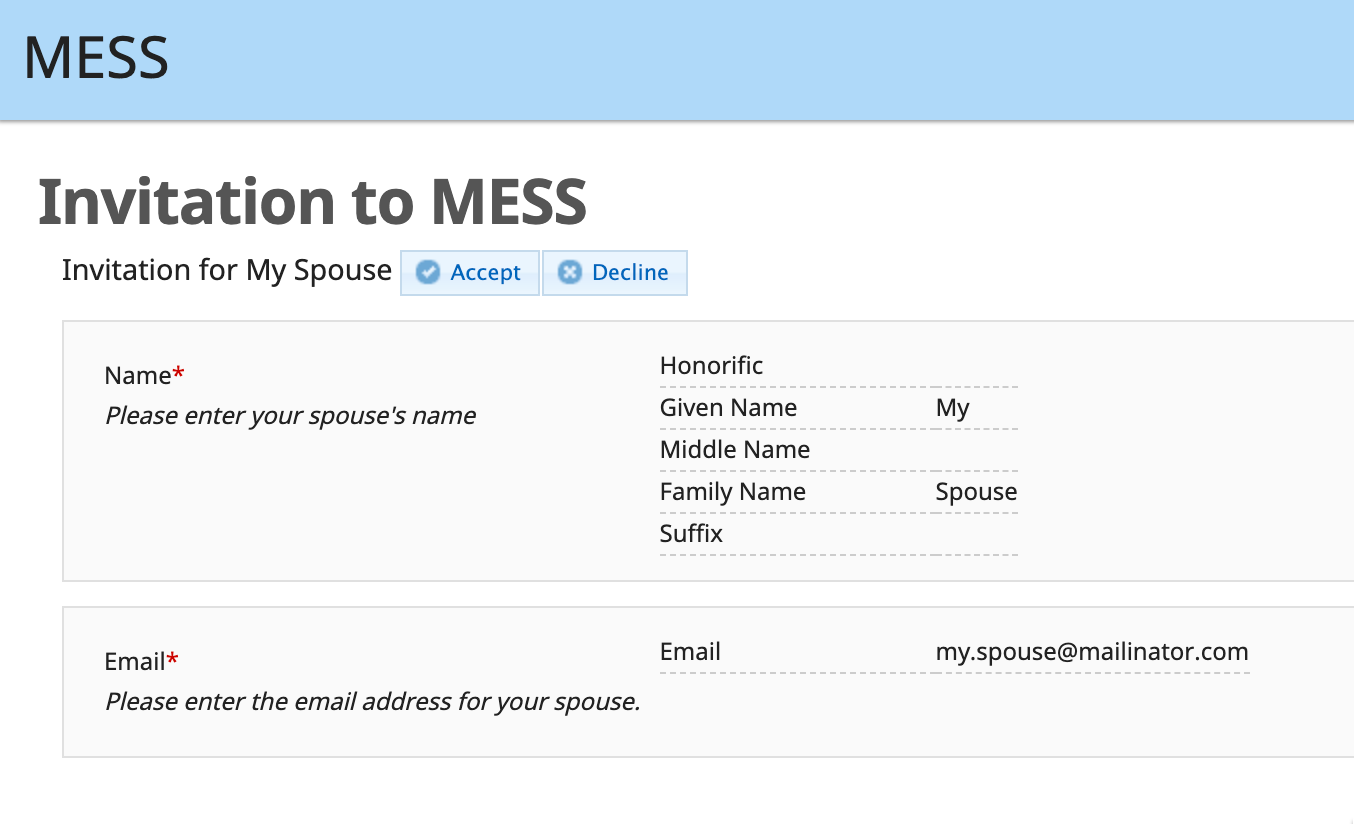 MESS
Invitation to MESS
Invitation for My Spouse Accept Decline
Name*
Please enter your spouse's name
Honorific
Given Name My
Middle Name
Family Name Spouse
Suffix
Email*
Please enter the email address for your spouse.
Email my.spouse@mailinator.com